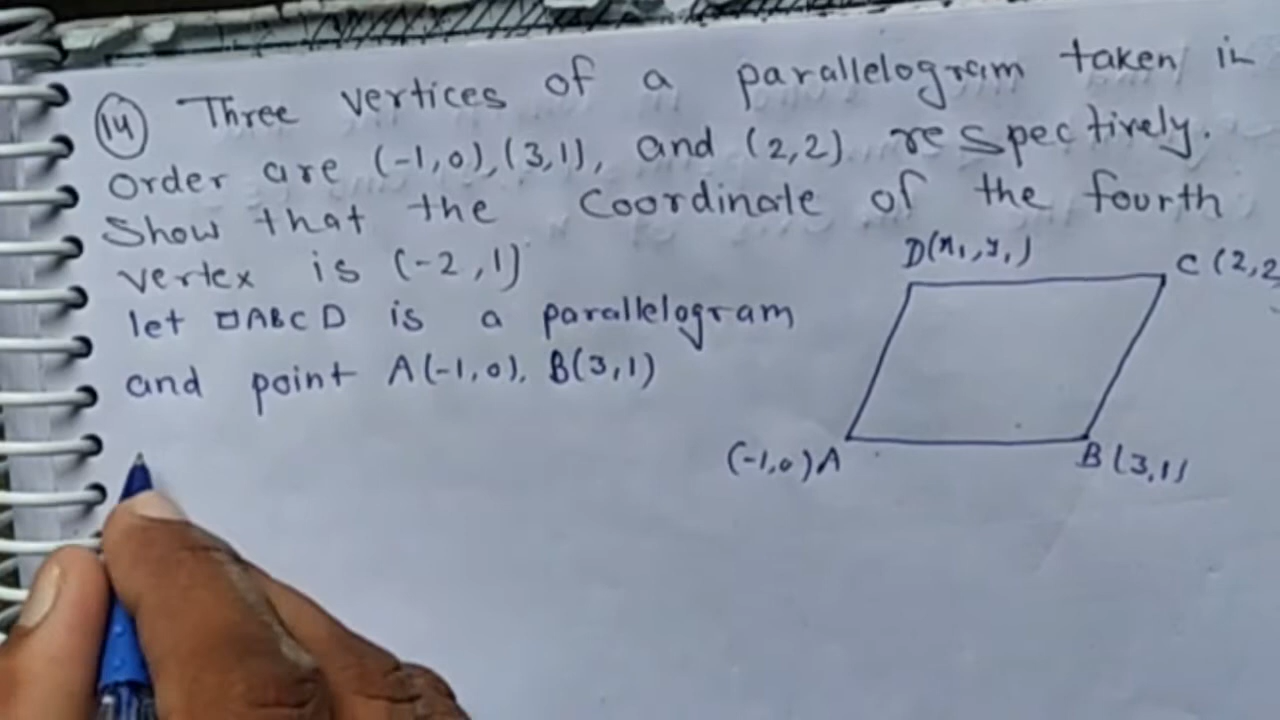 (14) Three vertices of a parallelogram taken in
order are (-1,0), (3,1), and (2,2) respectively.
Show that the Coordinate of the fourth
vertex is (-2,1)
D(x₁,y₁)
C (2,2
let □ABCD is a parallelogram
and point A(-1,0), B(3,1)
(-1,0)A
B(3,1)